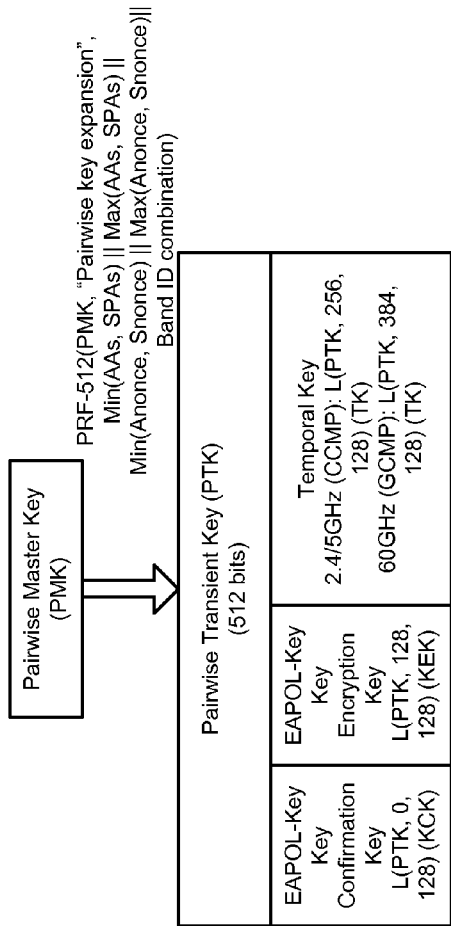 Pairwise Master Key
(PMK)
PRF-512(PMK, “Pairwise key expansion”,
Min(AAs, SPAs) || Max(AAs, SPAs) ||
Min(Anonce, Snonce) || Max(Anonce, Snonce)||
Band ID combination)
Pairwise Transient Key (PTK)
(512 bits)
EAPOL-Key
Key
Confirmation
Key
L(PTK, 0,
128) (KCK)
EAPOL-Key
Key
Encryption
Key
L(PTK, 128,
128) (KEK)
Temporal Key
2.4/5GHz (CCMP): L(PTK, 256,
128) (TK)
60GHz (GCMP): L(PTK, 384,
128) (TK)